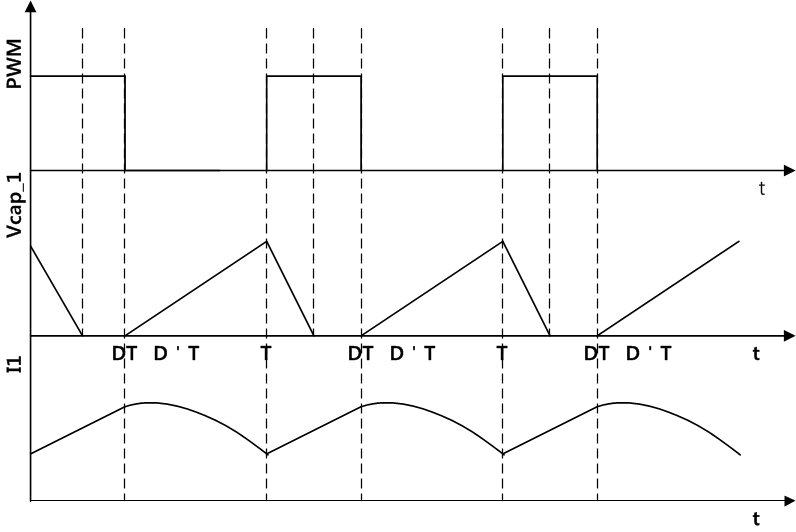 PWM
t
Vcap_1
DT D ' T T DT D ' T T DT D ' T t
I1
t